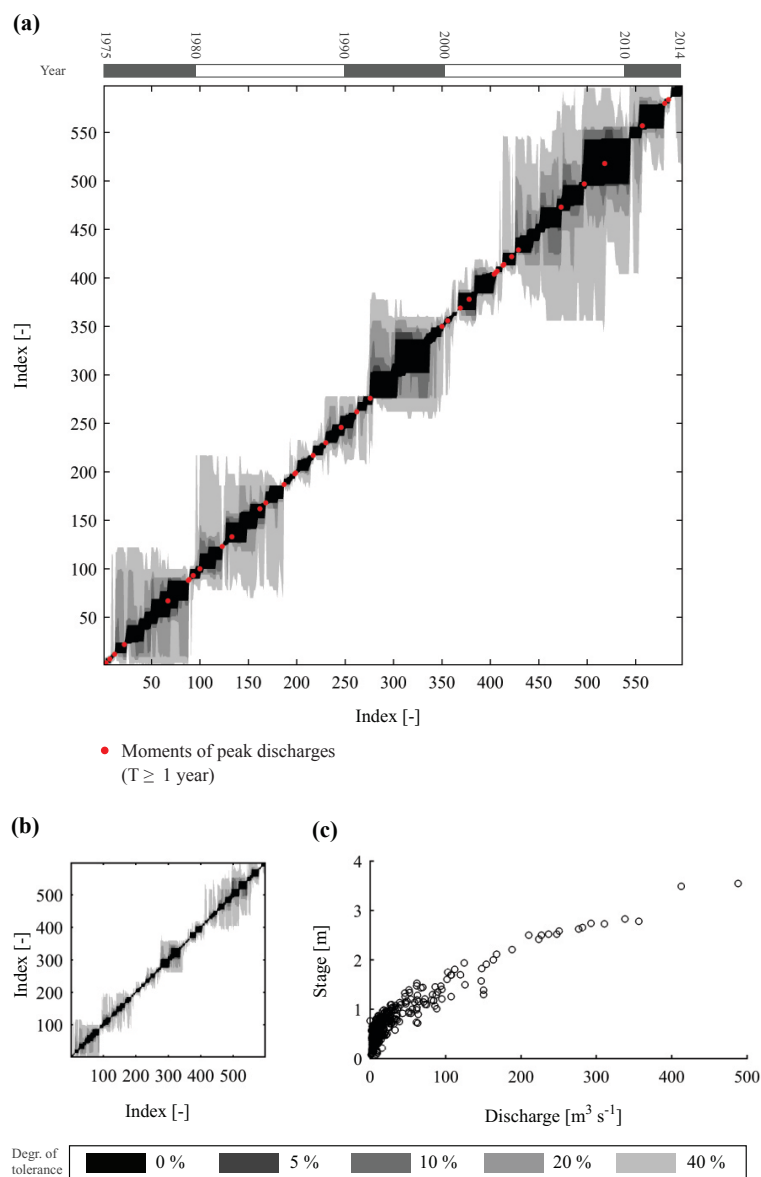 (a)
1975 1980 1990 2000 2010 2014
Year
550
500
450
400
350
300
250
200
150
100
50
Index [-]
50 100 150 200 250 300 350 400 450 500 550
Index [-]
Moments of peak discharges
(T ≥ 1 year)
(b)
500
400
300
200
100
Index [-]
100 200 300 400 500
Index [-]
(c)
4
3
2
1
0
Stage [m]
0 100 200 300 400 500
Discharge [m³ s⁻¹]
Degr. of
tolerance
0 % 5 % 10 % 20 % 40 %